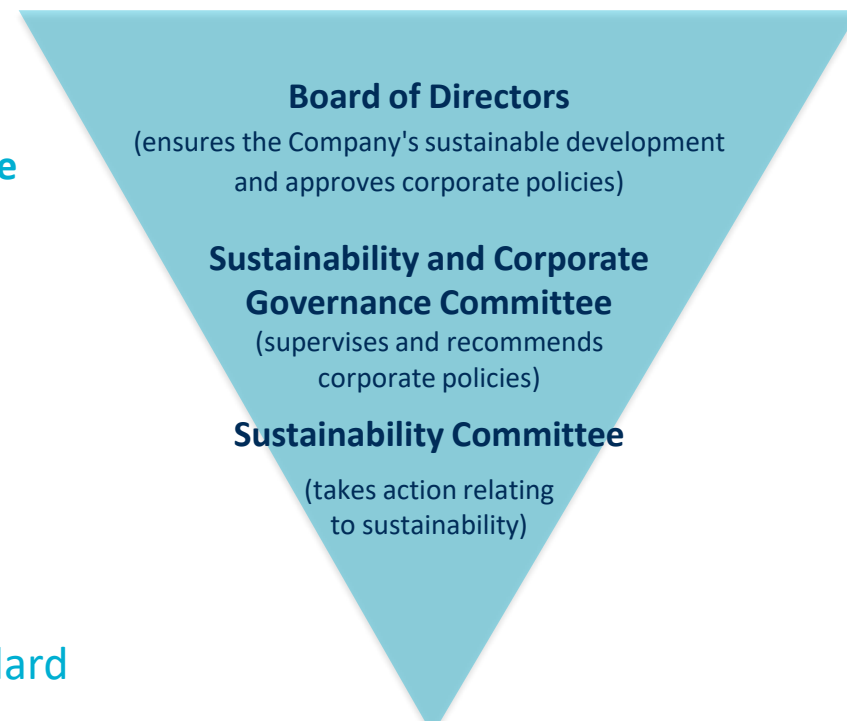 Board of Directors
(ensures the Company's sustainable development
e
and approves corporate policies)
Sustainability and Corporate
Governance Committee
(supervises and recommends
corporate policies)
Sustainability Committee
(takes action relating
to sustainability)